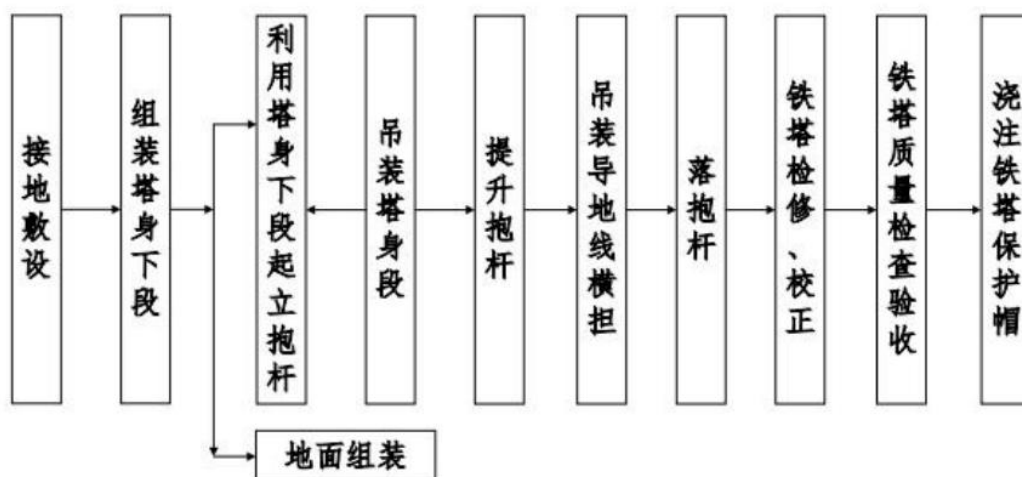 接地敷设
组装塔身下段
利用塔身下段起立抱杆
吊装塔身段
提升抱杆
吊装导地线横担
落抱杆
铁塔检修、校正
铁塔质量检查验收
浇注铁塔保护帽
地面组装